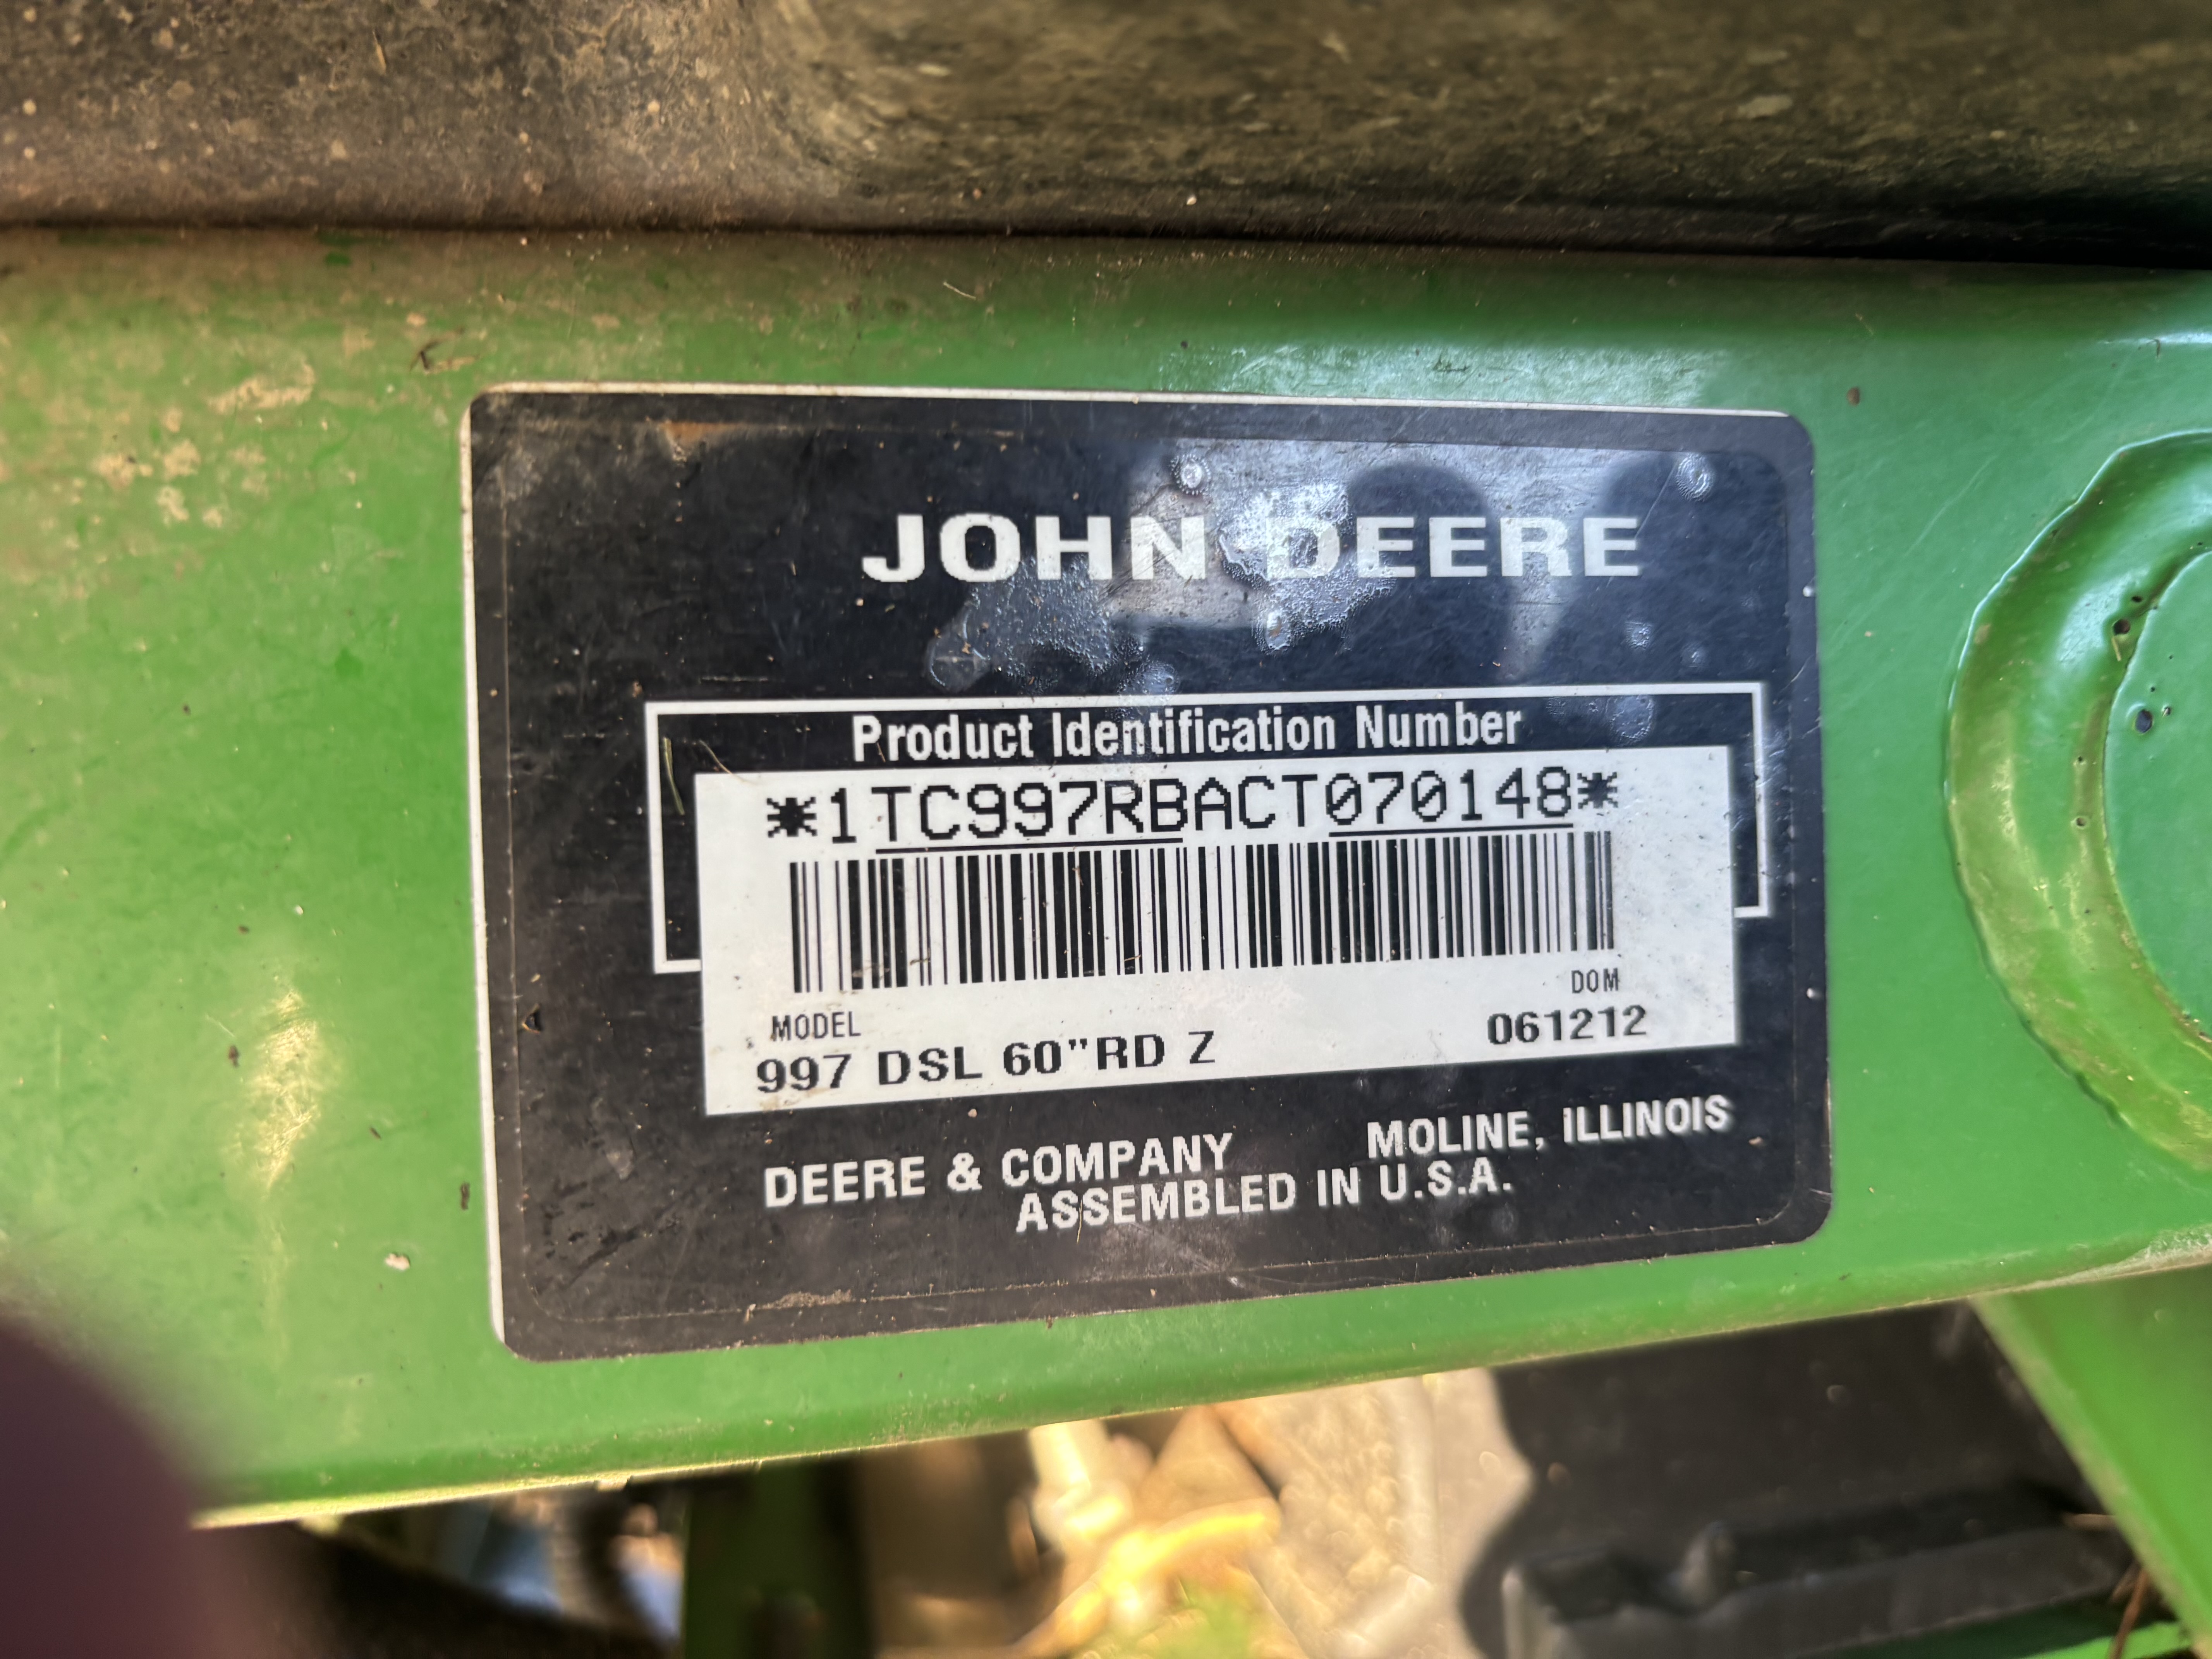 JOHN DEERE
Product Identification Number
*1TC997RBACT070148*
MODEL
DOM
997 DSL 60"RD Z
061212
DEERE & COMPANY MOLINE, ILLINOIS
ASSEMBLED IN U.S.A.